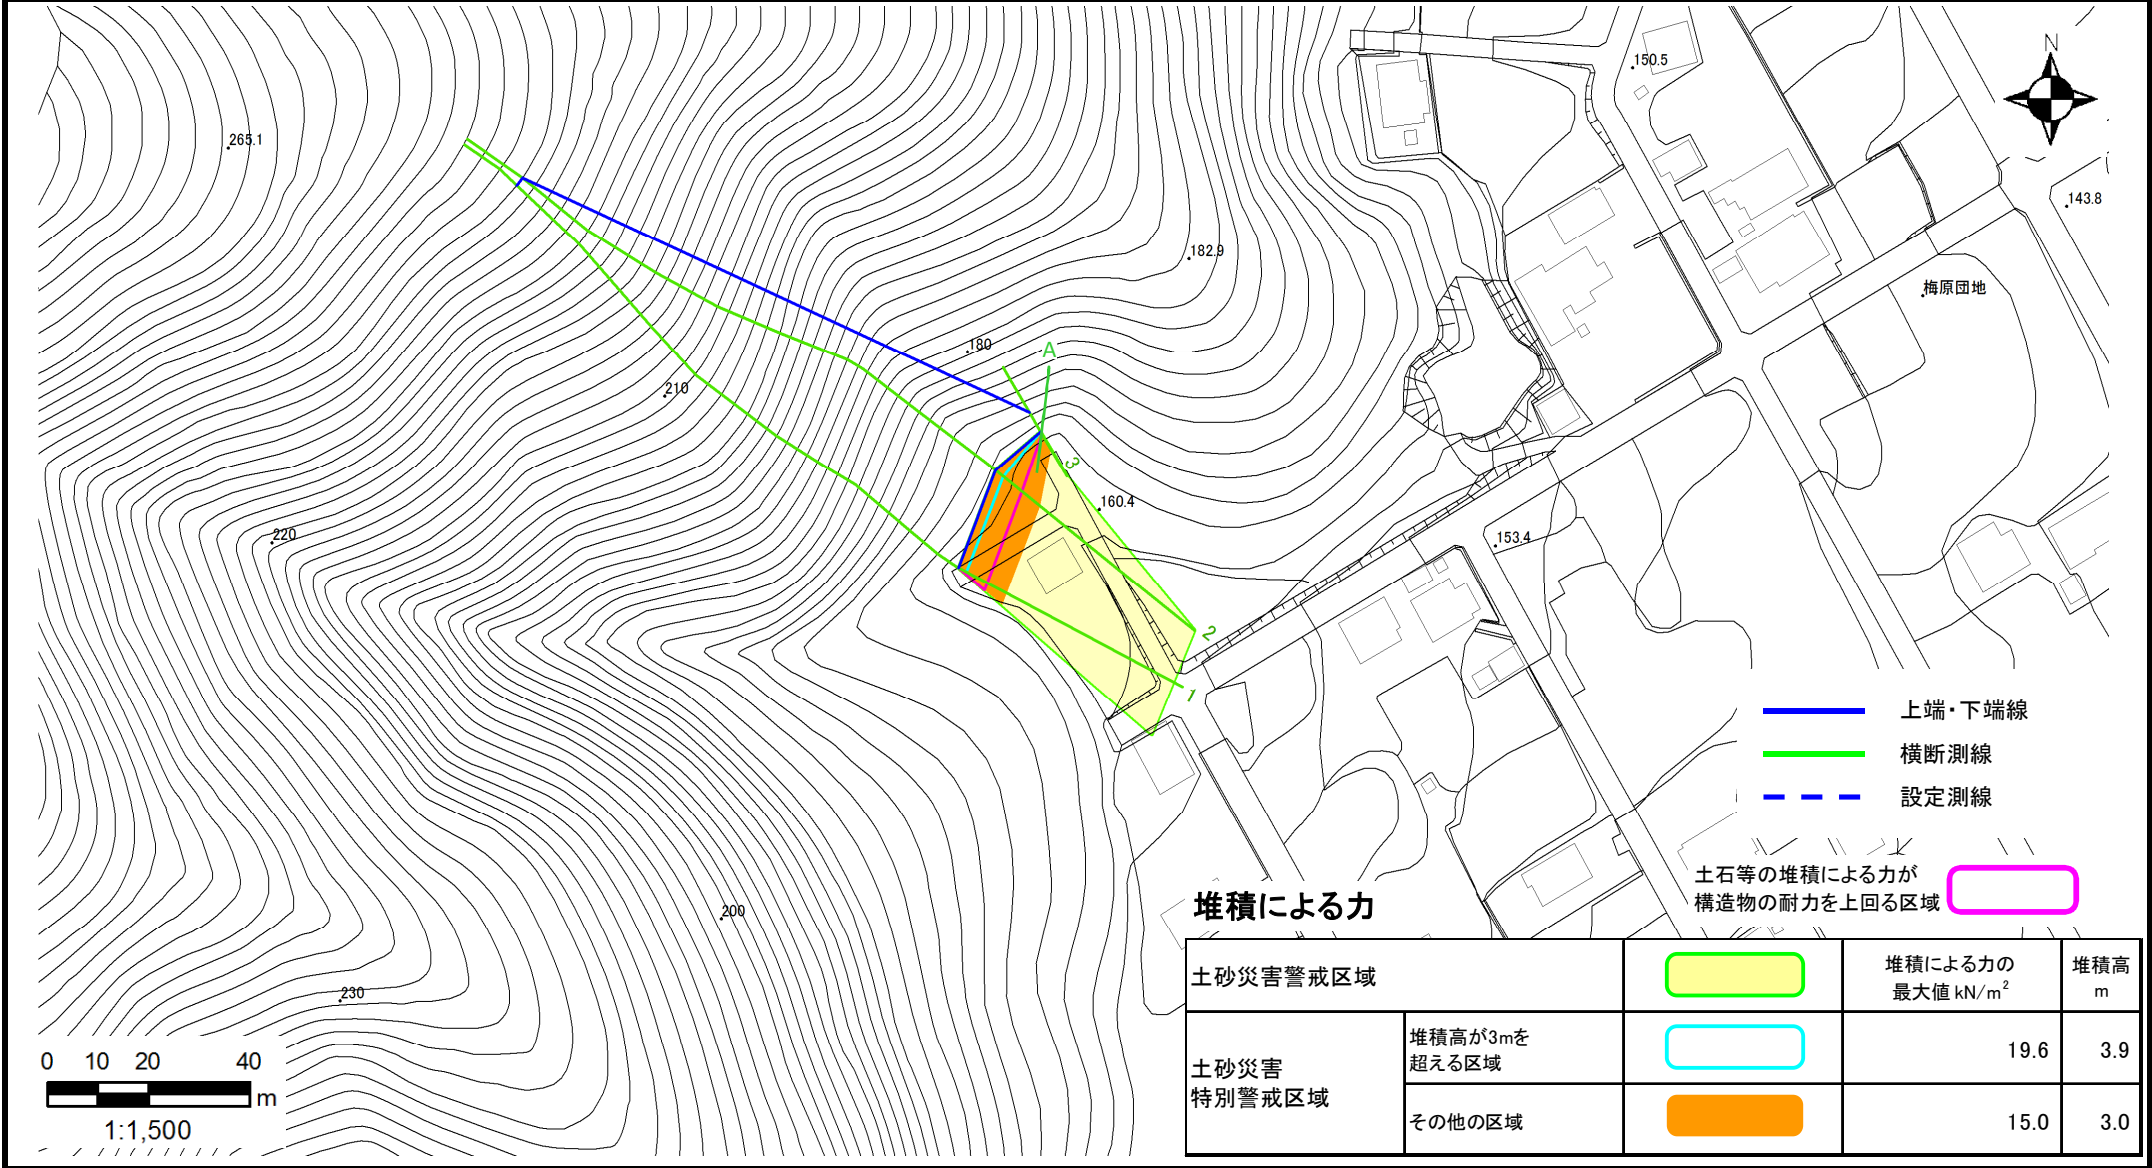 N
150.5
265.1
143.8
182.9
梅原団地
180
A
210
3
160.4
220
153.4
2
1
上端・下端線
横断測線
設定測線
土石等の堆積による力が
構造物の耐力を上回る区域
200
230
堆積による力
土砂災害警戒区域
堆積による力の
最大値 kN/m²
堆積高
m
土砂災害
特別警戒区域
堆積高が3mを
超える区域
19.6
3.9
その他の区域
15.0
3.0
0 10 20 40
m
1:1,500